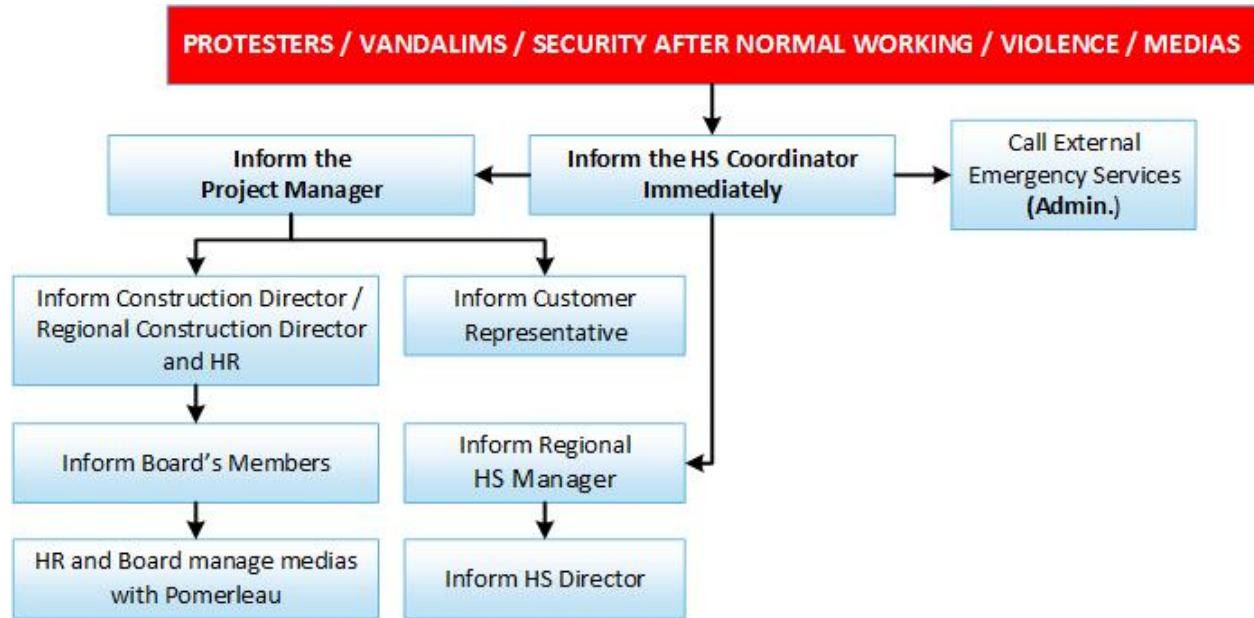 PROTESTERS / VANDALIMS / SECURITY AFTER NORMAL WORKING / VIOLENCE / MEDIAS
Inform the
Project Manager
Inform the HS Coordinator
Immediately
Call External
Emergency Services
(Admin.)
Inform Construction Director /
Regional Construction Director
and HR
Inform Customer
Representative
Inform Board's Members
Inform Regional
HS Manager
HR and Board manage medias
with Pomerleau
Inform HS Director